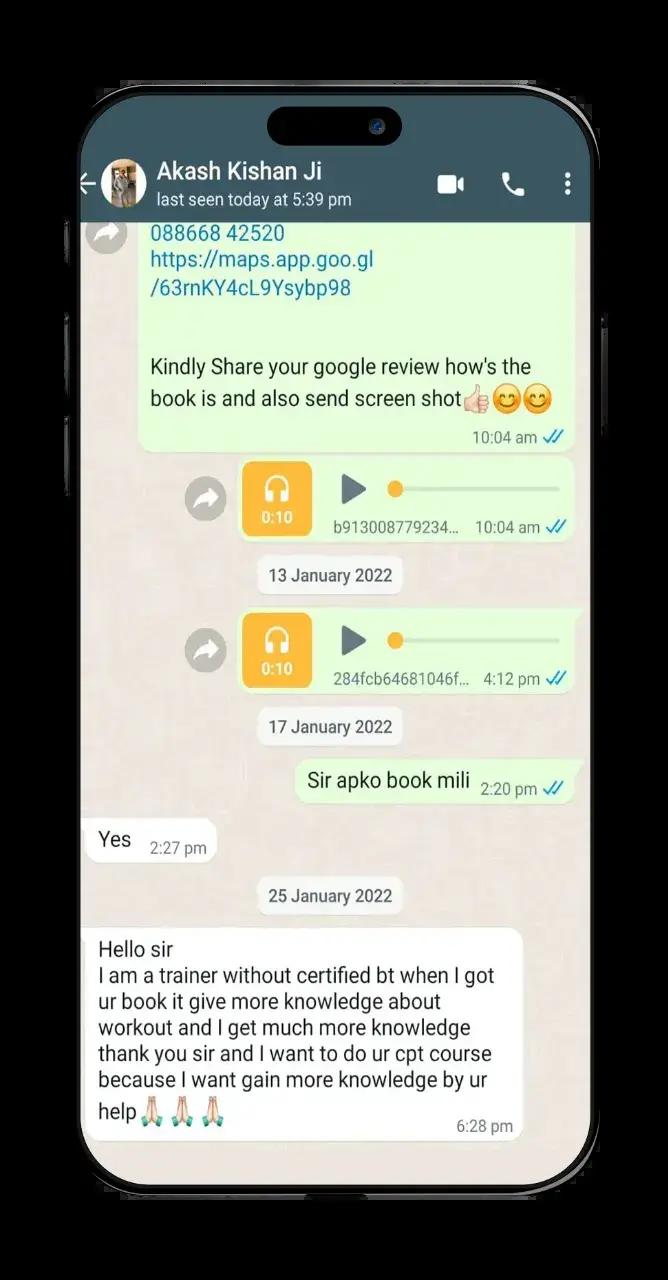 Akash Kishan Ji
last seen today at 5:39 pm
088668 42520
https://maps.app.goo.gl
/63rnKY4cL9Ysybp98
Kindly Share your google review how's the
book is and also send screen shot👍🏻😊😊
10:04 am
0:10
b913008779234... 10:04 am
13 January 2022
0:10
284fcb64681046f... 4:12 pm
17 January 2022
Sir apko book mili 2:20 pm
Yes 2:27 pm
25 January 2022
Hello sir
I am a trainer without certified bt when I got
ur book it give more knowledge about
workout and I get much more knowledge
thank you sir and I want to do ur cpt course
because I want gain more knowledge by ur
help🙏🏻🙏🏻🙏🏻
6:28 pm